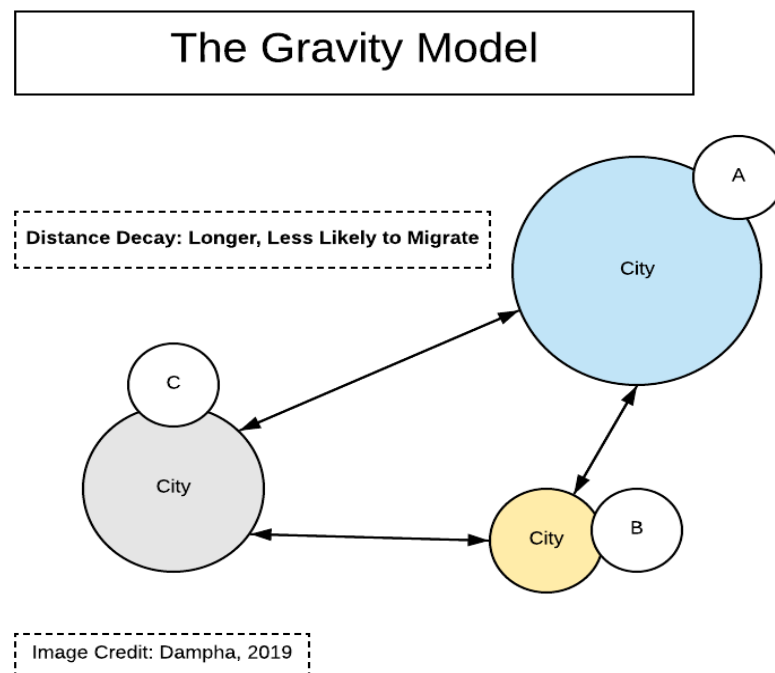 The Gravity Model
A
Distance Decay: Longer, Less Likely to Migrate
City
C
City
City
B
Image Credit: Dampha, 2019